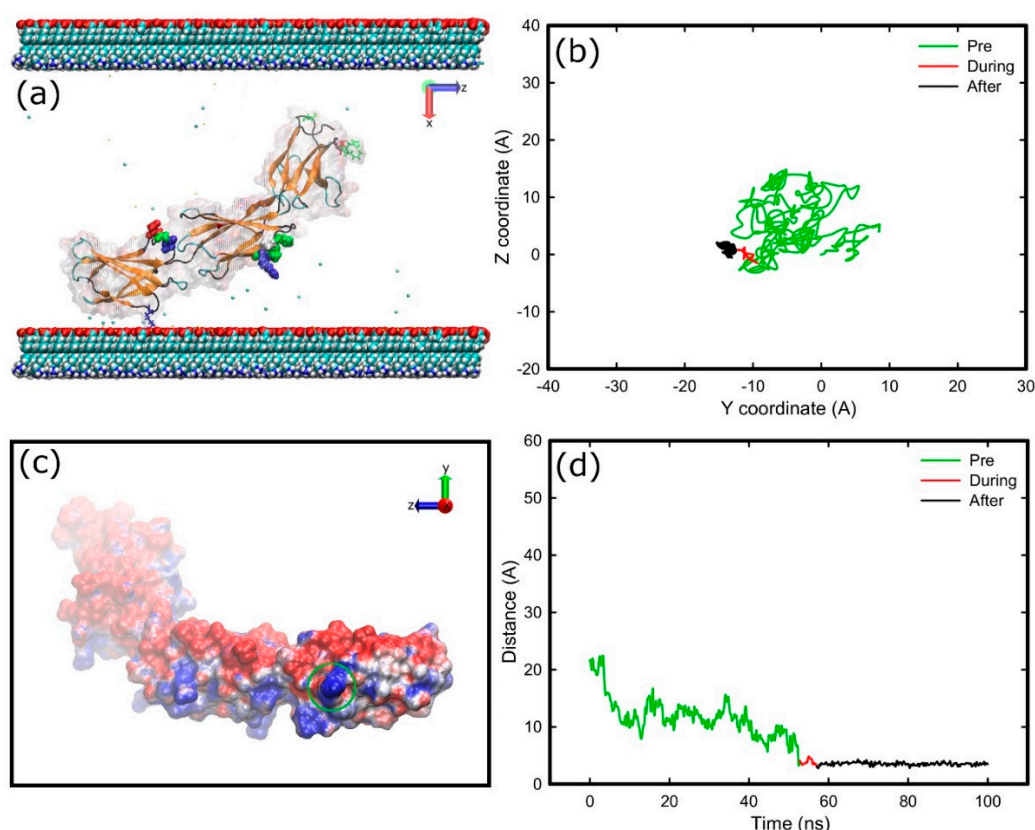 (a)
z
x
(b)
Pre
During
After
40
30
20
10
0
-10
-20
-40
-30
-20
-10
0
10
20
30
Z coordinate (A)
Y coordinate (A)
(c)
y
z
x
(d)
Pre
During
After
60
50
40
30
20
10
0
0
20
40
60
80
100
Distance (A)
Time (ns)